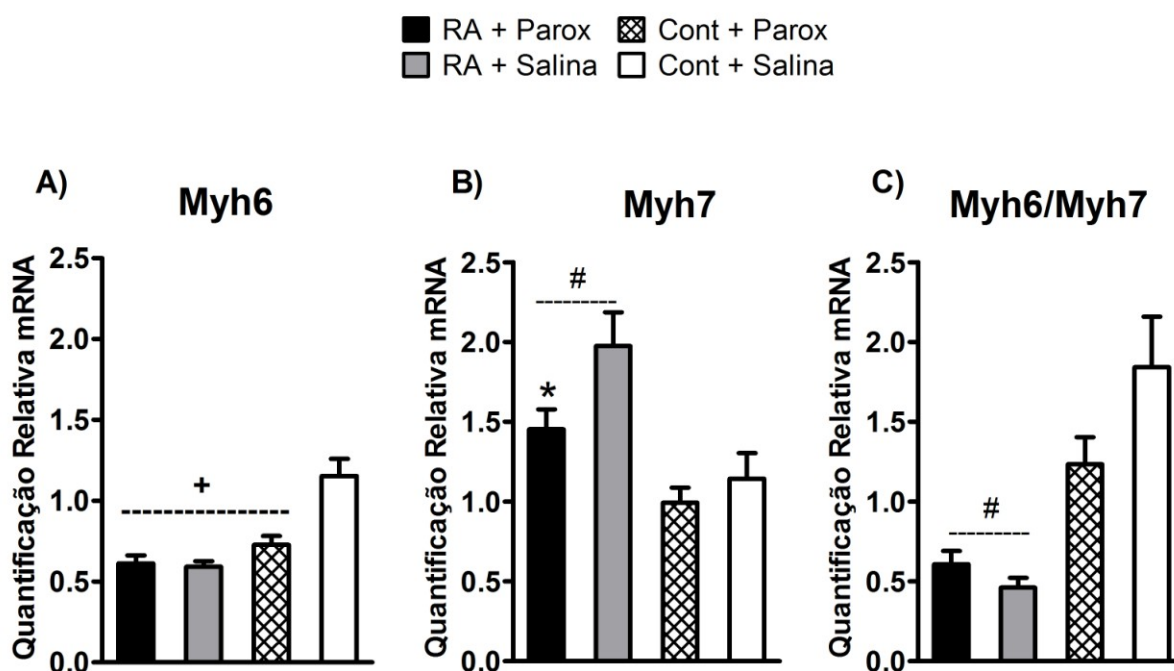 RA + Parox Cont + Parox
RA + Salina Cont + Salina
A) Myh6
Quantificação Relativa mRNA
2.5
2.0
1.5
1.0
0.5
0.0
+
B) Myh7
Quantificação Relativa mRNA
2.5
2.0
1.5
1.0
0.5
0.0
#
*
C) Myh6/Myh7
Quantificação Relativa mRNA
2.5
2.0
1.5
1.0
0.5
0.0
#